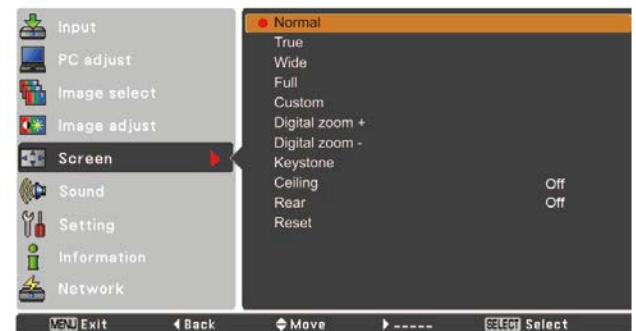 Input
PC adjust
Image select
Image adjust
Screen
Sound
Setting
Information
Network
Normal
True
Wide
Full
Custom
Digital zoom +
Digital zoom -
Keystone
Ceiling Off
Rear Off
Reset
MENU Exit Back Move ----- SELECT Select